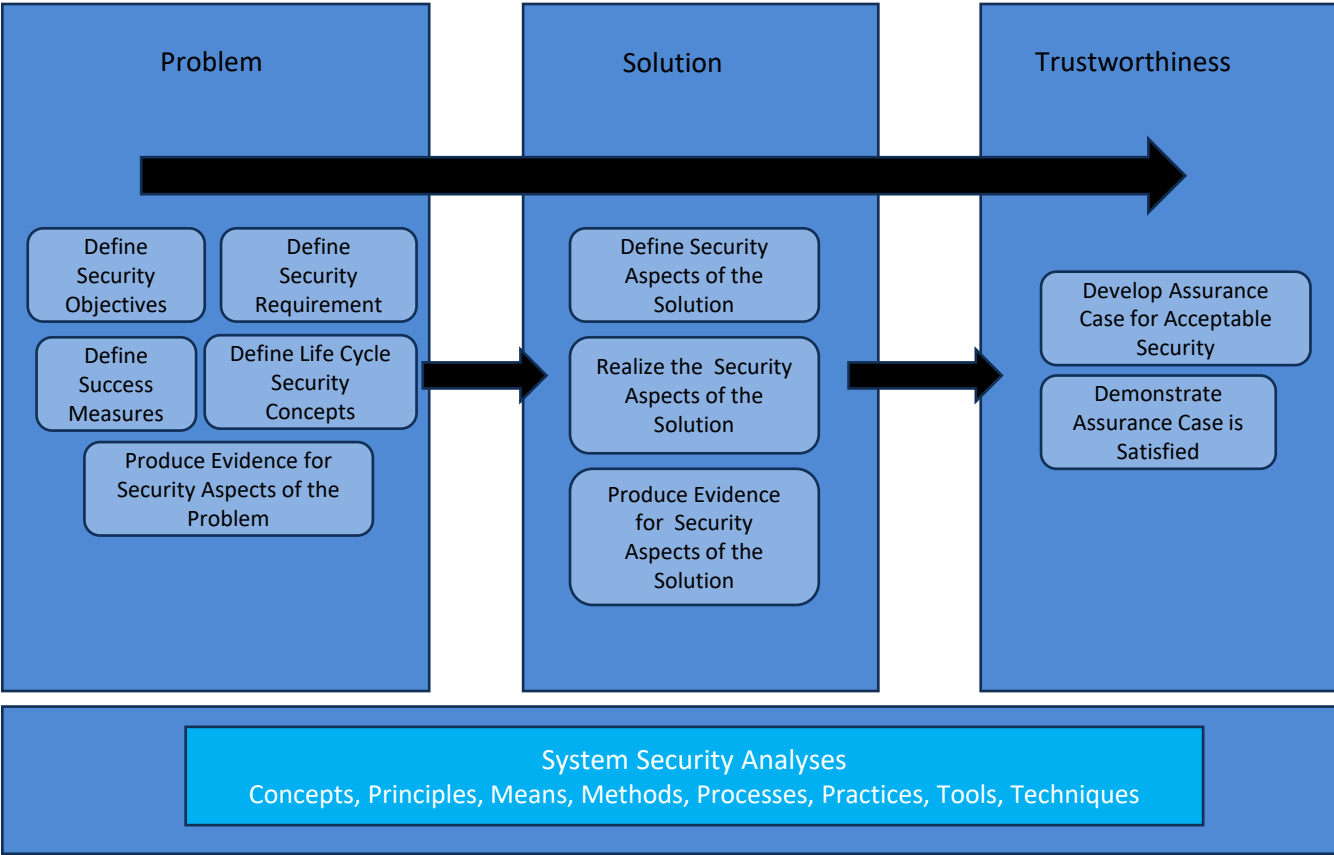 Problem
Define
Security
Objectives
Define
Security
Requirement
Define
Success
Measures
Define Life Cycle
Security
Concepts
Produce Evidence for
Security Aspects of the
Problem
Solution
Define Security
Aspects of the
Solution
Realize the  Security
Aspects of the
Solution
Produce Evidence
for  Security
Aspects of the
Solution
Trustworthiness
Develop Assurance
Case for Acceptable
Security
Demonstrate
Assurance Case is
Satisfied
System Security Analyses
Concepts, Principles, Means, Methods, Processes, Practices, Tools, Techniques